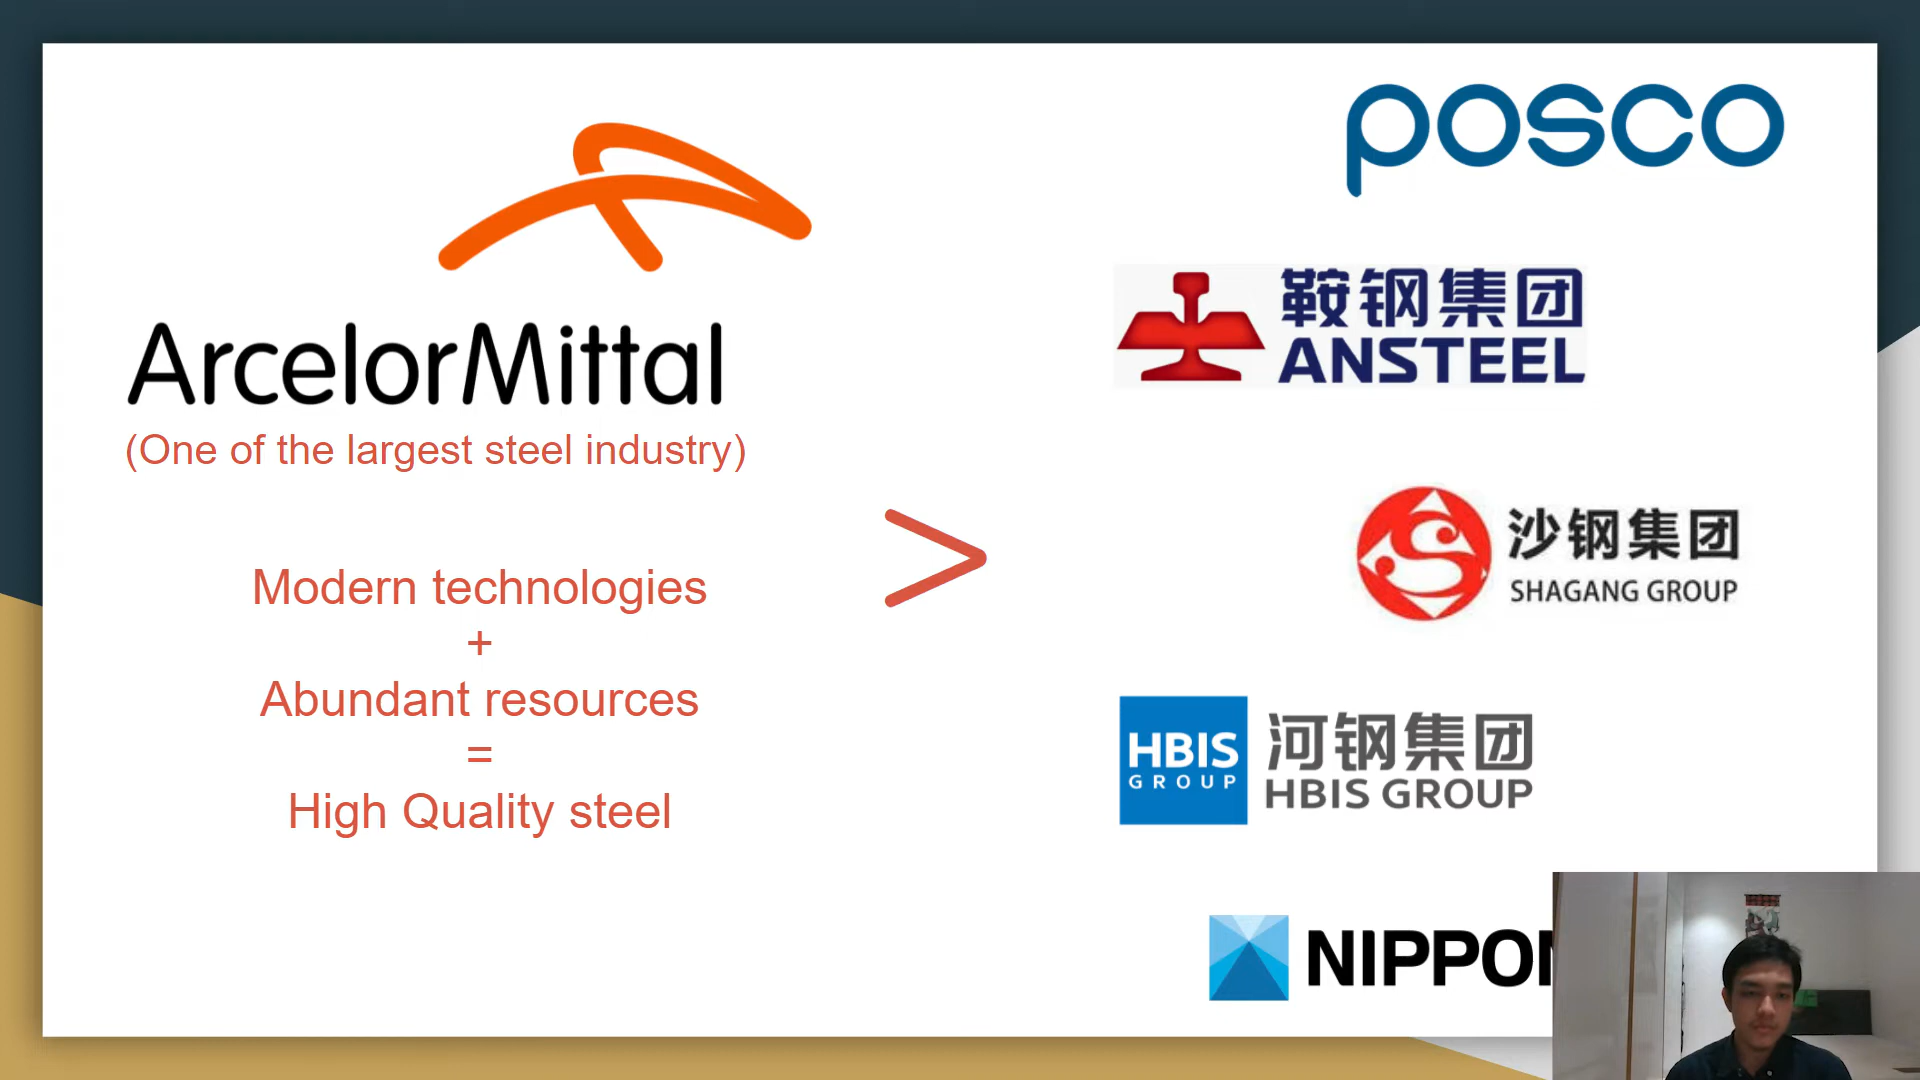 ArcelorMittal
(One of the largest steel industry)
Modern technologies
+
Abundant resources
=
High Quality steel
>
posco
鞍钢集团
ANSTEEL
沙钢集团
SHAGANG GROUP
HBIS
GROUP
河钢集团
HBIS GROUP
NIPPON